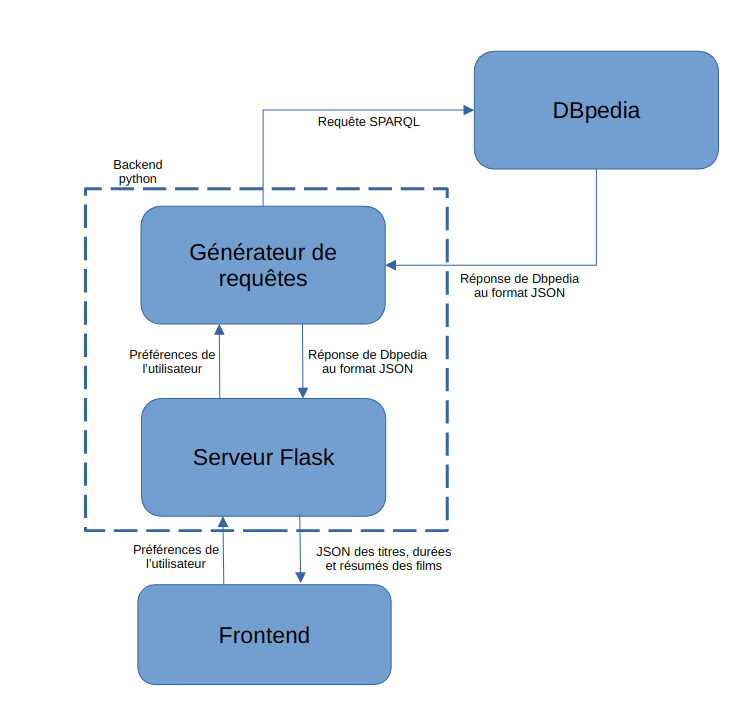 DBpedia
Requête SPARQL
Backend
python
Générateur de
requêtes
Réponse de Dbpedia
au format JSON
Préférences de
l'utilisateur
Réponse de Dbpedia
au format JSON
Serveur Flask
Préférences de
l'utilisateur
JSON des titres, durées
et résumés des films
Frontend